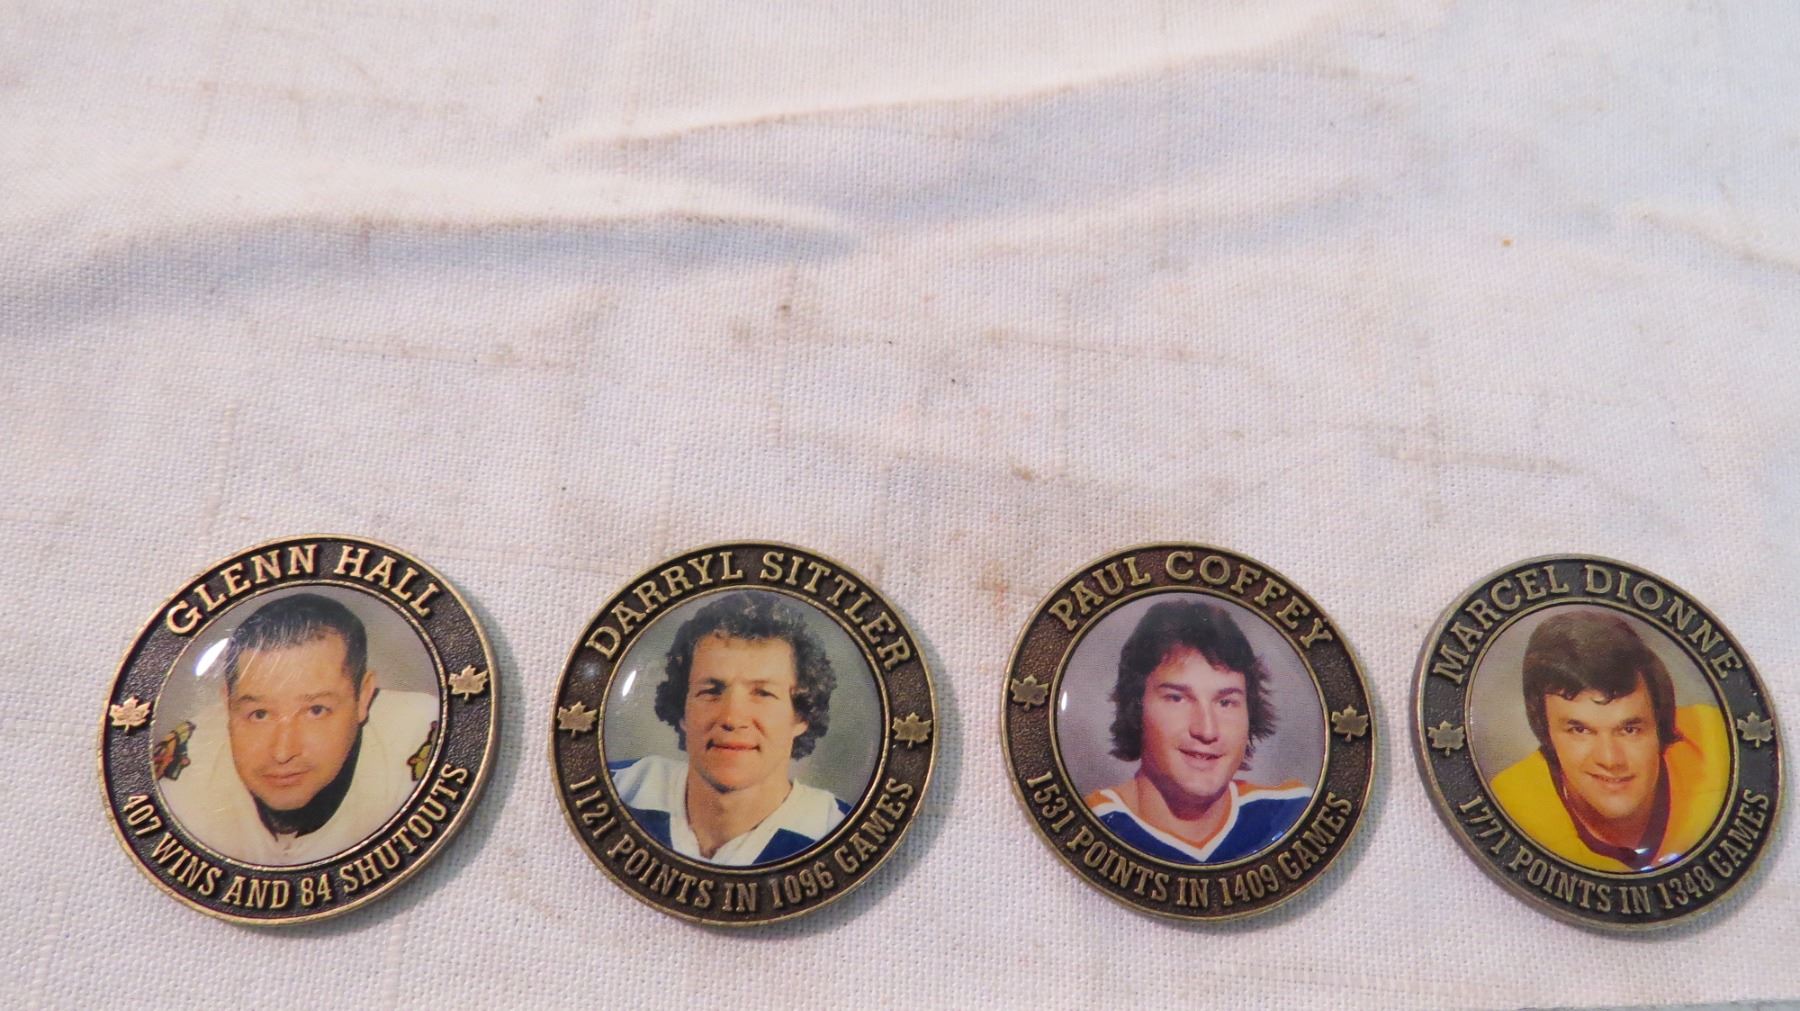 GLENN HALL
407 WINS AND 84 SHUTOUTS
DARRYL SITTLER
1121 POINTS IN 1096 GAMES
PAUL COFFEY
1531 POINTS IN 1409 GAMES
MARCEL DIONNE
1771 POINTS IN 1348 GAMES